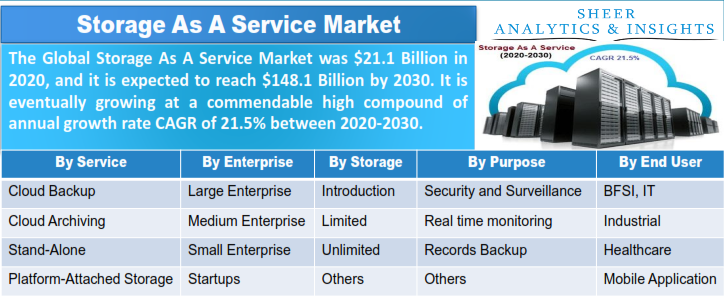 Storage As A Service Market
SHEER
ANALYTICS & INSIGHTS
The Global Storage As A Service Market was $21.1 Billion in
2020, and it is expected to reach $148.1 Billion by 2030. It is
eventually growing at a commendable high compound of
annual growth rate CAGR of 21.5% between 2020-2030.
Storage As A Service
(2020-2030)
CAGR 21.5%
By Service By Enterprise By Storage By Purpose By End User
Cloud Backup Large Enterprise Introduction Security and Surveillance BFSI, IT
Cloud Archiving Medium Enterprise Limited Real time monitoring Industrial
Stand-Alone Small Enterprise Unlimited Records Backup Healthcare
Platform-Attached Storage Startups Others Others Mobile Application